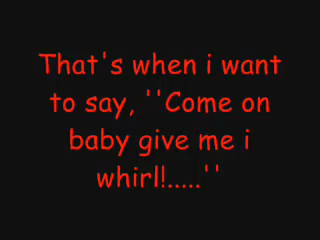 That's when i want
to say, ''Come on
baby give me i
whirl!.....''